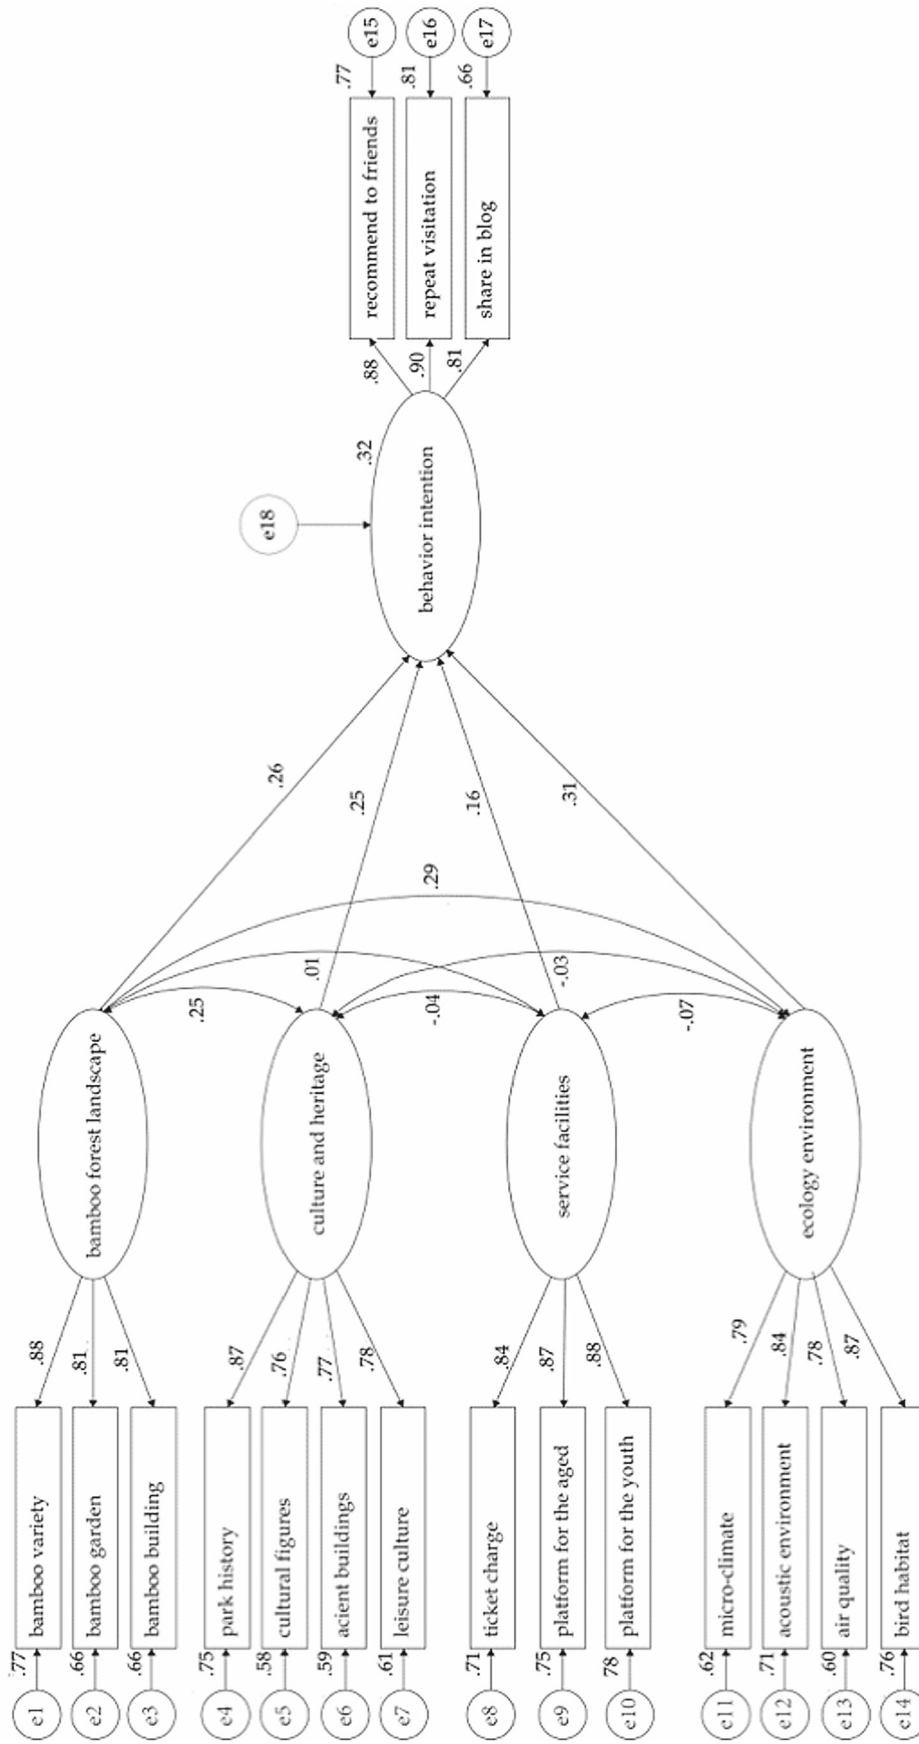 e1
.77
bamboo variety
.88
e2
.66
bamboo garden
.81
e3
.66
bamboo building
.81
bamboo forest landscape
e4
.75
park history
.87
e5
.58
cultural figures
.76
e6
.59
acient buildings
.77
e7
.61
leisure culture
.78
culture and heritage
e8
.71
ticket charge
.84
e9
.75
platform for the aged
.87
e10
.78
platform for the youth
.88
service facilities
e11
.62
micro-climate
.79
e12
.71
acoustic environment
.84
e13
.60
air quality
.78
e14
.76
bird habitat
.87
ecology environment
.25
.01
.29
-.04
-.03
-.07
.26
.25
.16
.31
e18
behavior intention
.32
.88
recommend to friends
.77
e15
.90
repeat visitation
.81
e16
.81
share in blog
.66
e17